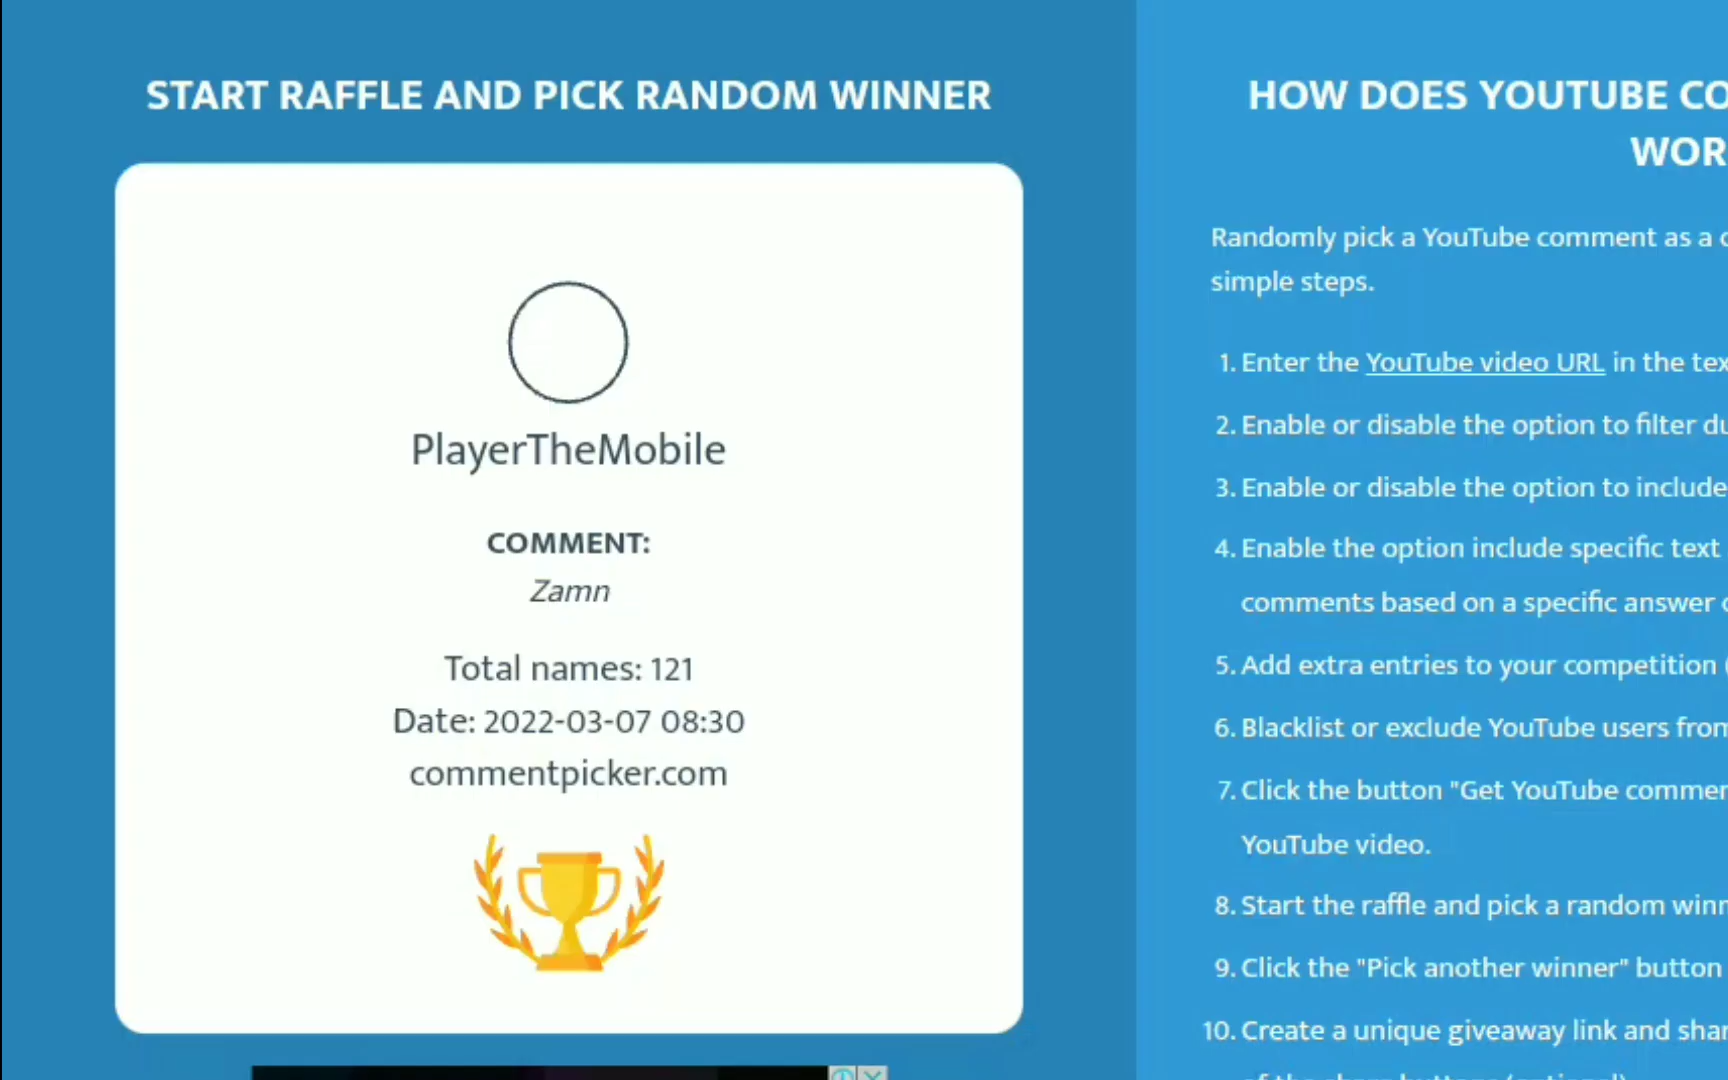 START RAFFLE AND PICK RANDOM WINNER
PlayerTheMobile
COMMENT:
Zamn
Total names: 121
Date: 2022-03-07 08:30
commentpicker.com
HOW DOES YOUTUBE CO
WOR
Randomly pick a YouTube comment as a
simple steps.
1. Enter the YouTube video URL in the tex
2. Enable or disable the option to filter du
3. Enable or disable the option to include
4. Enable the option include specific text
comments based on a specific answer
5. Add extra entries to your competition
6. Blacklist or exclude YouTube users from
7. Click the button "Get YouTube commen
YouTube video.
8. Start the raffle and pick a random winn
9. Click the "Pick another winner" button
10. Create a unique giveaway link and shar